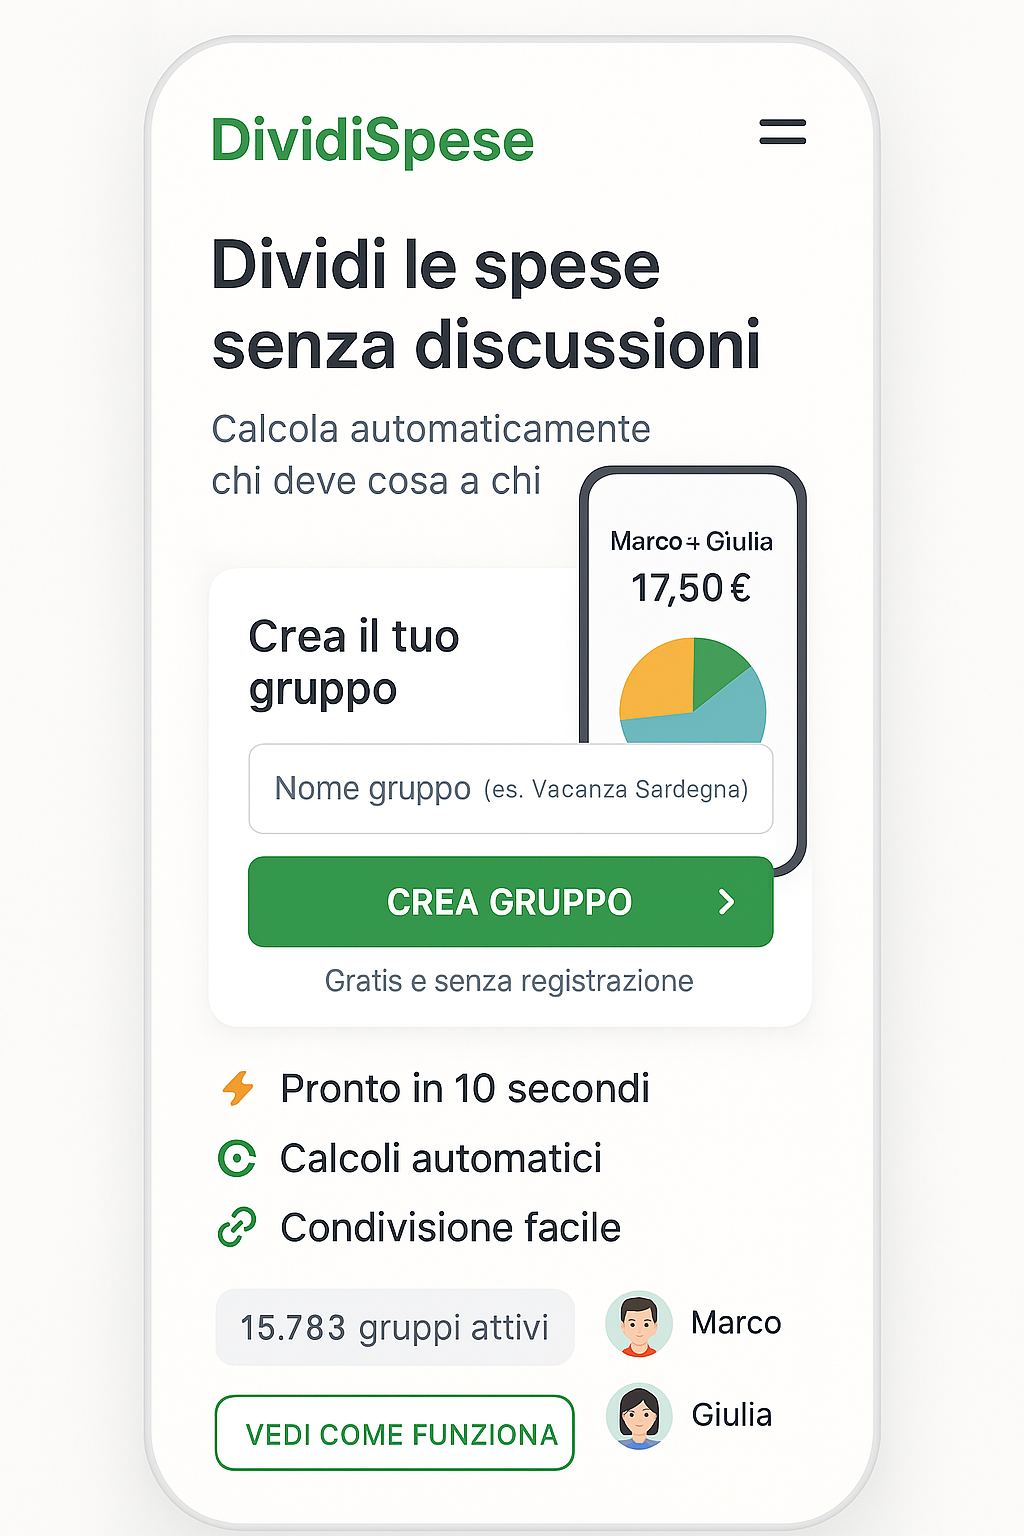 DividiSpese
Dividi le spese
senza discussioni
Calcola automaticamente
chi deve cosa a chi
Marco + Giulia
17,50 €
Crea il tuo
gruppo
Nome gruppo (es. Vacanza Sardegna)
CREA GRUPPO
Gratis e senza registrazione
Pronto in 10 secondi
Calcoli automatici
Condivisione facile
15.783 gruppi attivi
Marco
VEDI COME FUNZIONA
Giulia